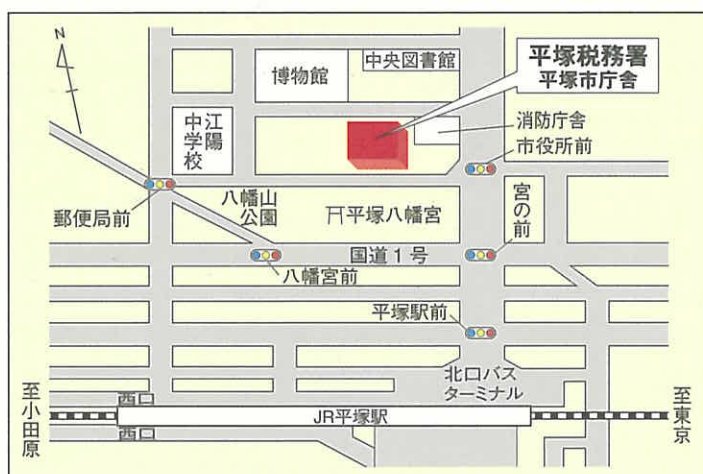 N
中央図書館
博物館
平塚税務署
平塚市庁舎
江陽
中学校
消防庁舎
市役所前
八幡山
公園
平塚八幡宮
宮の前
郵便局前
国道1号
八幡宮前
平塚駅前
北口バス
ターミナル
至小田原
西口
JR平塚駅
西口
至東京